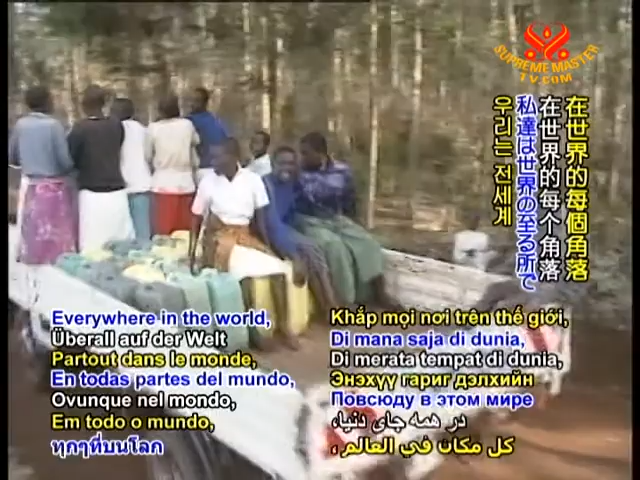 SUPREME MASTER
TV.COM
在世界的每個角落
在世界的每个角落
私達は世界の至る所で
우리는 전세계
Everywhere in the world,
Überall auf der Welt
Partout dans le monde,
En todas partes del mundo,
Ovunque nel mondo,
Em todo o mundo,
ทุกๆที่บนโลก
Khắp mọi nơi trên thế giới,
Di mana saja di dunia,
Di merata tempat di dunia,
Энэхүү гариг дэлхийн
Повсюду в этом мире
در همه جای دنیا،
كل مكان في العالم ،